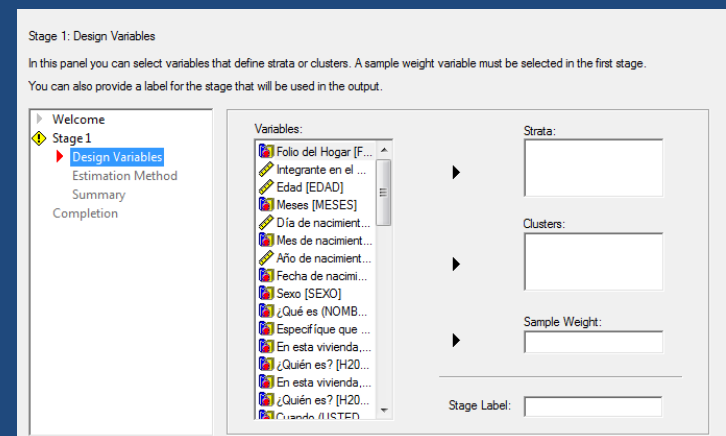 Stage 1: Design Variables
In this panel you can select variables that define strata or clusters. A sample weight variable must be selected in the first stage.
You can also provide a label for the stage that will be used in the output.
Welcome
Stage 1
Design Variables
Estimation Method
Summary
Completion
Variables:
Folio del Hogar [F...
Integrante en el ...
Edad [EDAD]
Meses [MESES]
Día de nacimient...
Mes de nacimient...
Año de nacimient...
Fecha de nacimi...
Sexo [SEXO]
¿Qué es (NOMB...
Especifíque que ...
En esta vivienda,...
¿Quién es? [H20...
En esta vivienda,...
¿Quién es? [H20...
Cuando (USTED
Strata:
Clusters:
Sample Weight:
Stage Label: